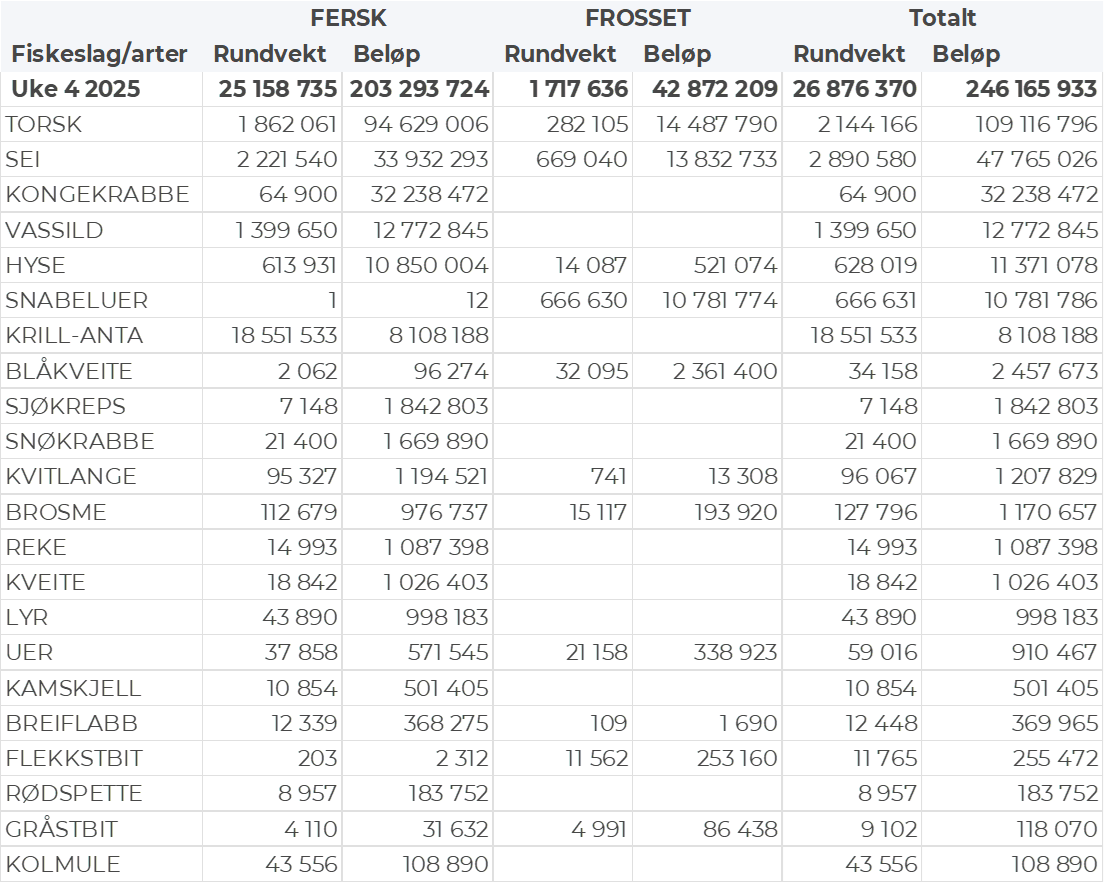 FERSK FROSSET Totalt
Fiskeslag/arter Rundvekt Beløp Rundvekt Beløp Rundvekt Beløp
Uke 4 2025 25 158 735 203 293 724 1 717 636 42 872 209 26 876 370 246 165 933
TORSK 1 862 061 94 629 006 282 105 14 487 790 2 144 166 109 116 796
SEI 2 221 540 33 932 293 669 040 13 832 733 2 890 580 47 765 026
KONGEKRABBE 64 900 32 238 472 64 900 32 238 472
VASSILD 1 399 650 12 772 845 1 399 650 12 772 845
HYSE 613 931 10 850 004 14 087 521 074 628 019 11 371 078
SNABELUER 1 12 666 630 10 781 774 666 631 10 781 786
KRILL-ANTA 18 551 533 8 108 188 18 551 533 8 108 188
BLÅKVEITE 2 062 96 274 32 095 2 361 400 34 158 2 457 673
SJØKREPS 7 148 1 842 803 7 148 1 842 803
SNØKRABBE 21 400 1 669 890 21 400 1 669 890
KVITLANGE 95 327 1 194 521 741 13 308 96 067 1 207 829
BROSME 112 679 976 737 15 117 193 920 127 796 1 170 657
REKE 14 993 1 087 398 14 993 1 087 398
KVEITE 18 842 1 026 403 18 842 1 026 403
LYR 43 890 998 183 43 890 998 183
UER 37 858 571 545 21 158 338 923 59 016 910 467
KAMSKJELL 10 854 501 405 10 854 501 405
BREIFLABB 12 339 368 275 109 1 690 12 448 369 965
FLEKKSTBIT 203 2 312 11 562 253 160 11 765 255 472
RØDSPETTE 8 957 183 752 8 957 183 752
GRÅSTBIT 4 110 31 632 4 991 86 438 9 102 118 070
KOLMULE 43 556 108 890 43 556 108 890